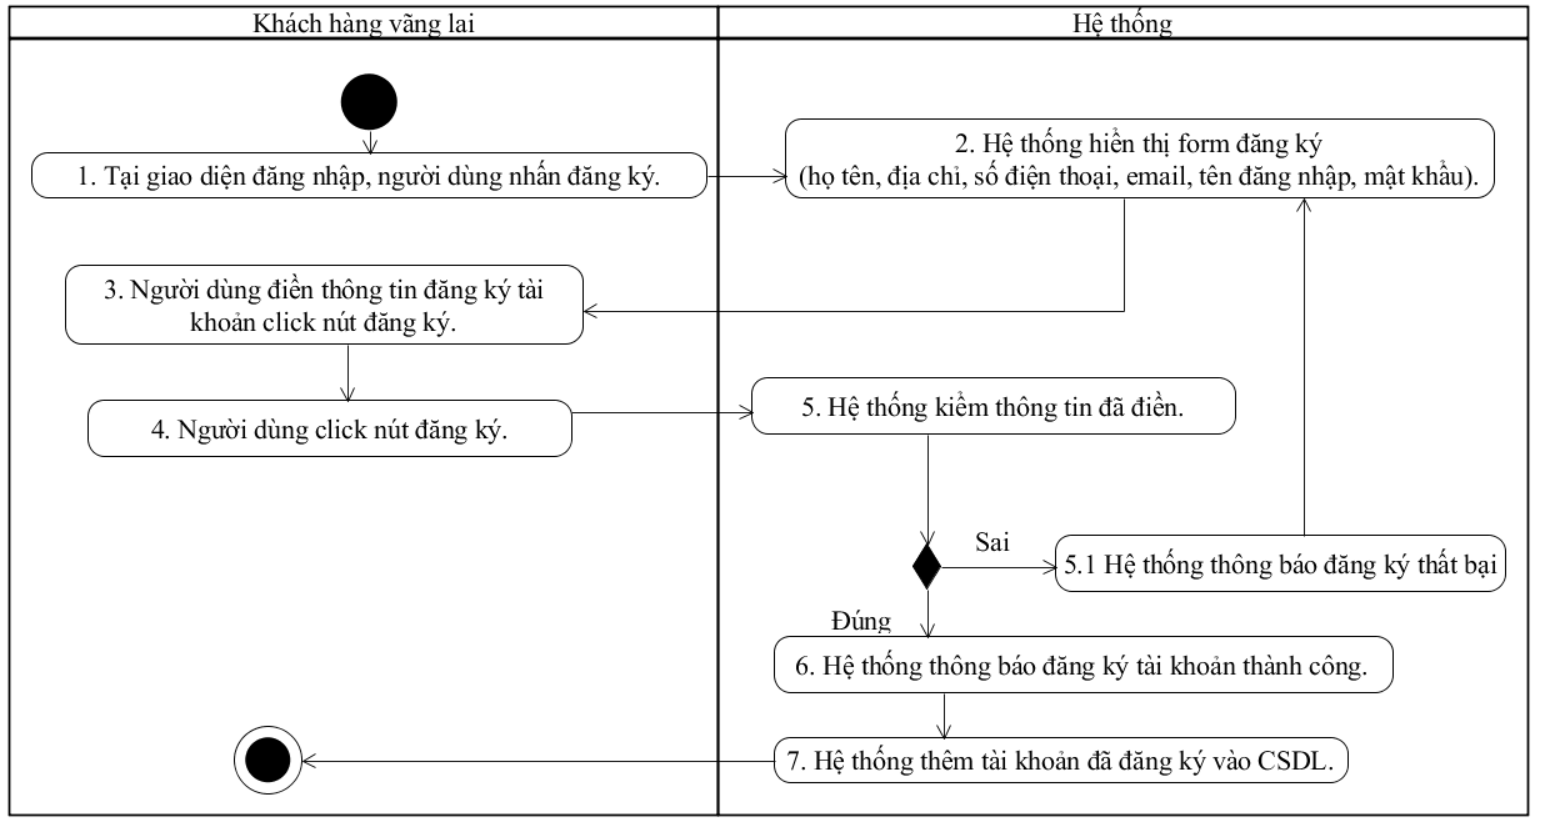 Khách hàng vãng lai
Hệ thống
1. Tại giao diện đăng nhập, người dùng nhấn đăng ký.
2. Hệ thống hiển thị form đăng ký
(họ tên, địa chỉ, số điện thoại, email, tên đăng nhập, mật khẩu).
3. Người dùng điền thông tin đăng ký tài
khoản click nút đăng ký.
4. Người dùng click nút đăng ký.
5. Hệ thống kiểm thông tin đã điền.
Sai
5.1 Hệ thống thông báo đăng ký thất bại
Đúng
6. Hệ thống thông báo đăng ký tài khoản thành công.
7. Hệ thống thêm tài khoản đã đăng ký vào CSDL.